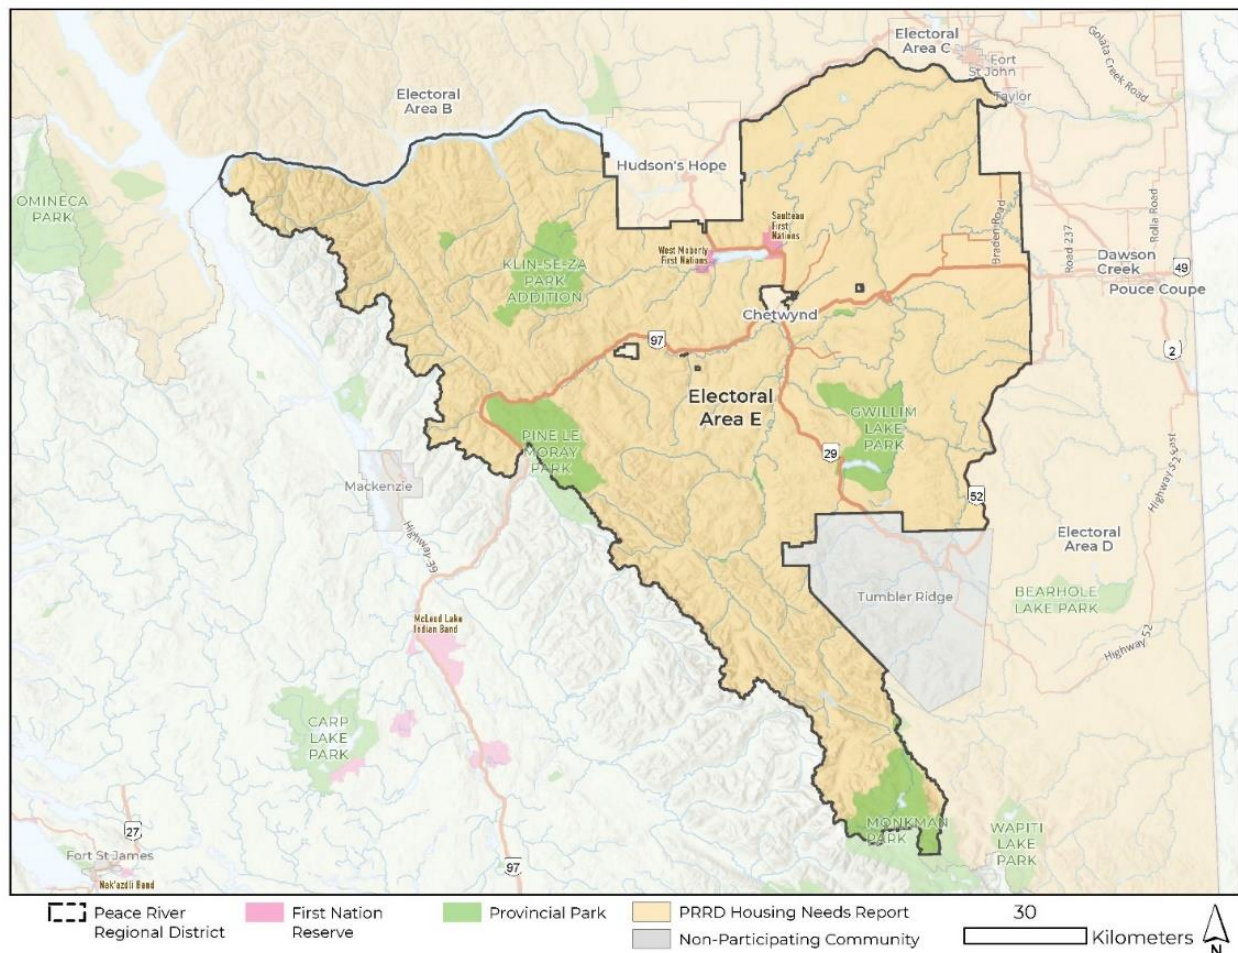 Electoral
Area C
Fort
St John
Golata Creek Road
Taylor
Electoral
Area B
Hudson's Hope
OMINECA
PARK
Saulteau
First
Nations
West Moberly
First Nations
KLIN-SE-ZA
PARK
ADDITION
Braden Road
Road 237
Rolla Road
Dawson
Creek
49
Pouce Coupe
Chetwynd
97
2
Electoral
Area E
GWILLIM
LAKE
PARK
PINE LE
MORAY
PARK
29
52
Mackenzie
Highway 39
Highway 52 East
Electoral
Area D
BEARHOLE
LAKE PARK
Tumbler Ridge
Highway 52
McLeod Lake
Indian Band
CARP
LAKE
PARK
27
Fort St James
Nak'azdli Band
97
MONKMAN
PARK
WAPITI
LAKE
PARK
Peace River
Regional District
First Nation
Reserve
Provincial Park
PRRD Housing Needs Report
Non-Participating Community
30
Kilometers
N